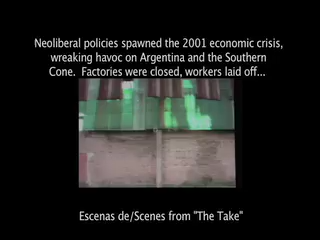 Neoliberal policies spawned the 2001 economic crisis,
wreaking havoc on Argentina and the Southern
Cone. Factories were closed, workers laid off...
Escenas de/Scenes from "The Take"